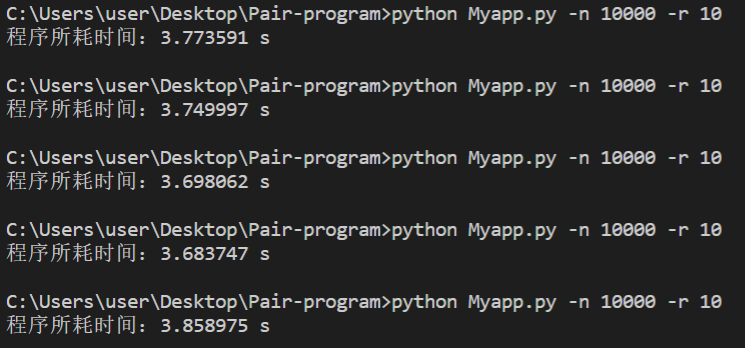 C:\Users\user\Desktop\Pair-program>python Myapp.py -n 10000 -r 10
程序所耗时间：3.773591 s
C:\Users\user\Desktop\Pair-program>python Myapp.py -n 10000 -r 10
程序所耗时间：3.749997 s
C:\Users\user\Desktop\Pair-program>python Myapp.py -n 10000 -r 10
程序所耗时间：3.698062 s
C:\Users\user\Desktop\Pair-program>python Myapp.py -n 10000 -r 10
程序所耗时间：3.683747 s
C:\Users\user\Desktop\Pair-program>python Myapp.py -n 10000 -r 10
程序所耗时间：3.858975 s